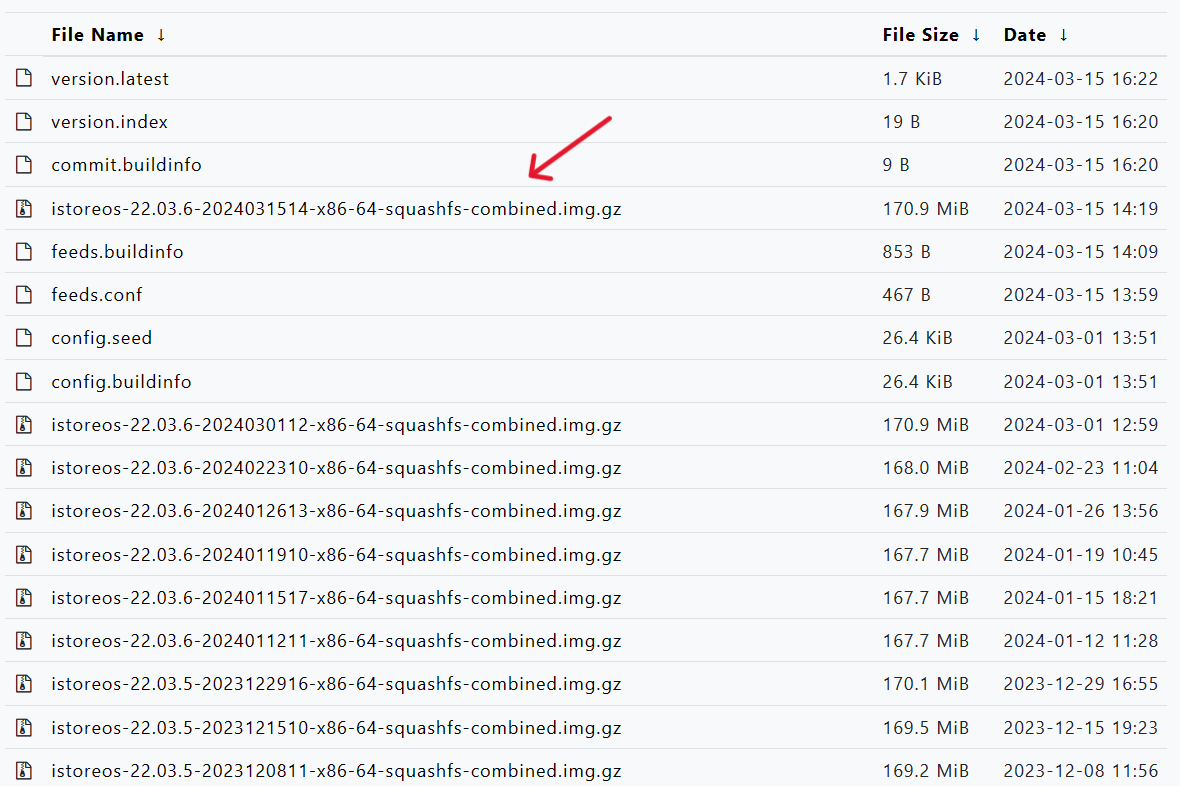 File Name ↓ File Size ↓ Date ↓
version.latest 1.7 KiB 2024-03-15 16:22
version.index 19 B 2024-03-15 16:20
commit.buildinfo 9 B 2024-03-15 16:20
istoreos-22.03.6-2024031514-x86-64-squashfs-combined.img.gz 170.9 MiB 2024-03-15 14:19
feeds.buildinfo 853 B 2024-03-15 14:09
feeds.conf 467 B 2024-03-15 13:59
config.seed 26.4 KiB 2024-03-01 13:51
config.buildinfo 26.4 KiB 2024-03-01 13:51
istoreos-22.03.6-2024030112-x86-64-squashfs-combined.img.gz 170.9 MiB 2024-03-01 12:59
istoreos-22.03.6-2024022310-x86-64-squashfs-combined.img.gz 168.0 MiB 2024-02-23 11:04
istoreos-22.03.6-2024012613-x86-64-squashfs-combined.img.gz 167.9 MiB 2024-01-26 13:56
istoreos-22.03.6-2024011910-x86-64-squashfs-combined.img.gz 167.7 MiB 2024-01-19 10:45
istoreos-22.03.6-2024011517-x86-64-squashfs-combined.img.gz 167.7 MiB 2024-01-15 18:21
istoreos-22.03.6-2024011211-x86-64-squashfs-combined.img.gz 167.7 MiB 2024-01-12 11:28
istoreos-22.03.5-2023122916-x86-64-squashfs-combined.img.gz 170.1 MiB 2023-12-29 16:55
istoreos-22.03.5-2023121510-x86-64-squashfs-combined.img.gz 169.5 MiB 2023-12-15 19:23
istoreos-22.03.5-2023120811-x86-64-squashfs-combined.img.gz 169.2 MiB 2023-12-08 11:56